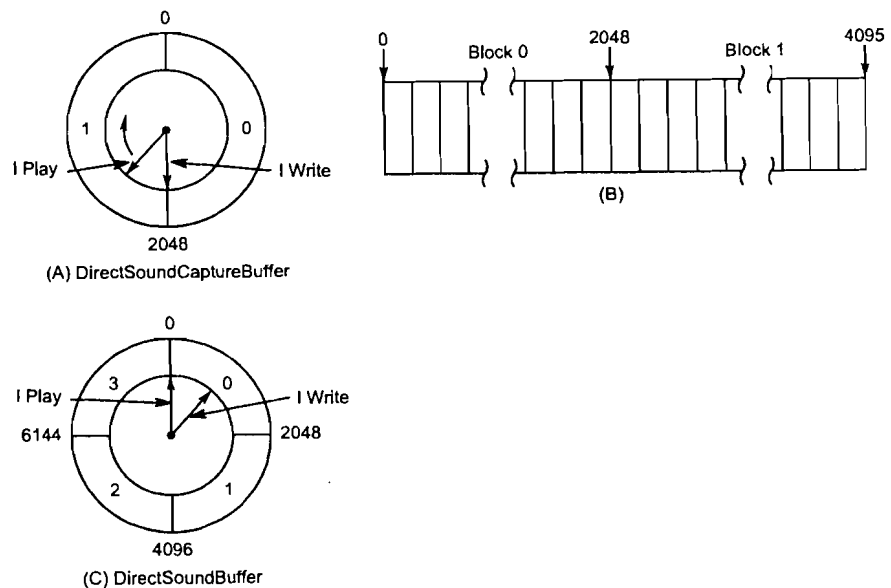 0
1
0
I Play
I Write
2048
(A) DirectSoundCaptureBuffer
0
Block 0
2048
Block 1
4095
(B)
0
3
0
I Play
I Write
6144
2048
2
1
4096
(C) DirectSoundBuffer